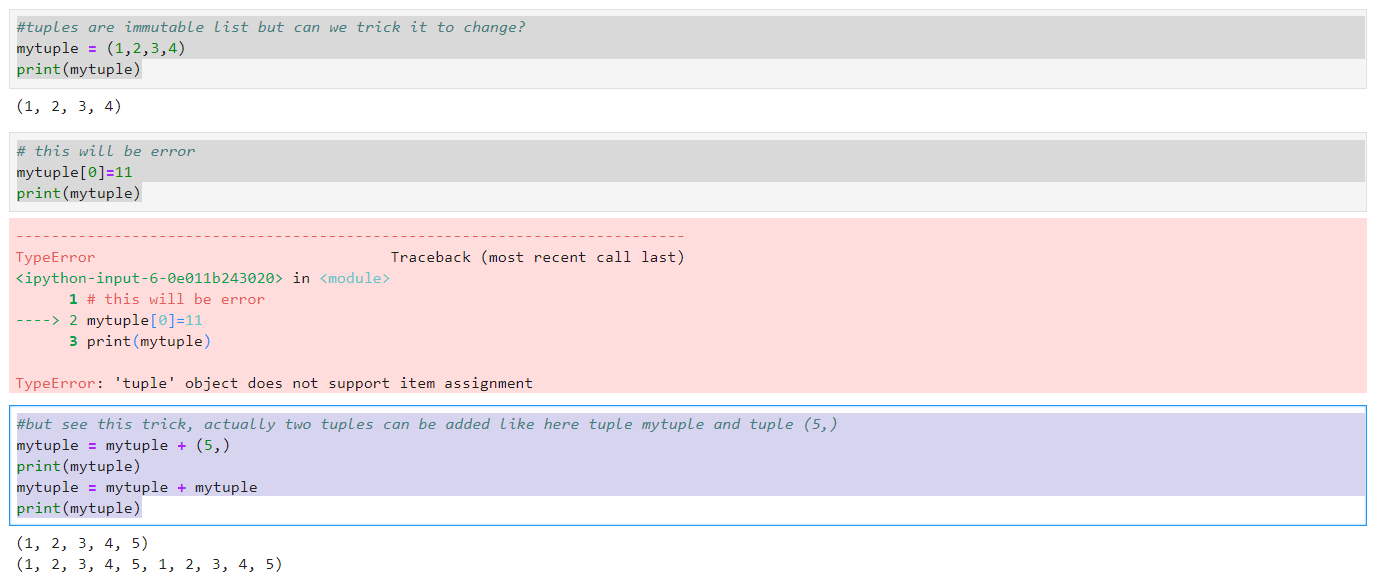 #tuples are immutable list but can we trick it to change?
mytuple = (1,2,3,4)
print(mytuple)
(1, 2, 3, 4)
# this will be error
mytuple[0]=11
print(mytuple)
---------------------------------------------------------------------------
TypeError                                 Traceback (most recent call last)
<ipython-input-6-0e011b243020> in <module>
      1 # this will be error
----> 2 mytuple[0]=11
      3 print(mytuple)
TypeError: 'tuple' object does not support item assignment
#but see this trick, actually two tuples can be added like here tuple mytuple and tuple (5,)
mytuple = mytuple + (5,)
print(mytuple)
mytuple = mytuple + mytuple
print(mytuple)
(1, 2, 3, 4, 5)
(1, 2, 3, 4, 5, 1, 2, 3, 4, 5)